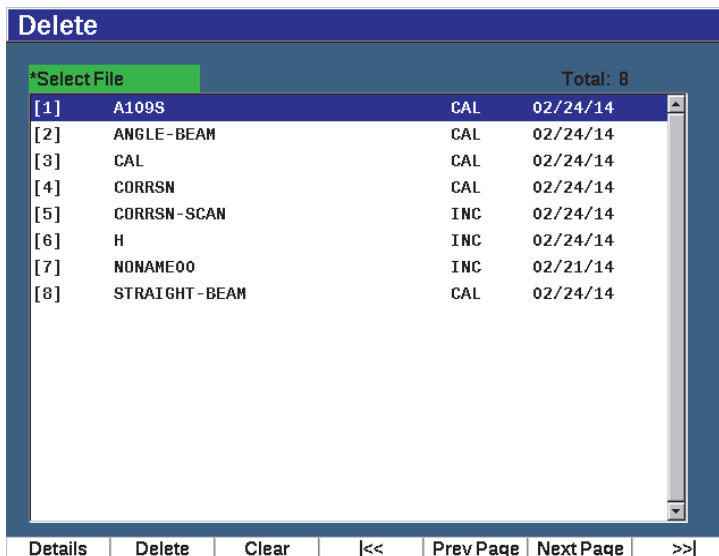 Delete
*Select File Total: 8
[1] A109S CAL 02/24/14
[2] ANGLE-BEAM CAL 02/24/14
[3] CAL CAL 02/24/14
[4] CORRSN CAL 02/24/14
[5] CORRSN-SCAN INC 02/24/14
[6] H INC 02/24/14
[7] NONAME00 INC 02/21/14
[8] STRAIGHT-BEAM CAL 02/24/14
Details | Delete | Clear | |<< | Prev Page | Next Page | >>|